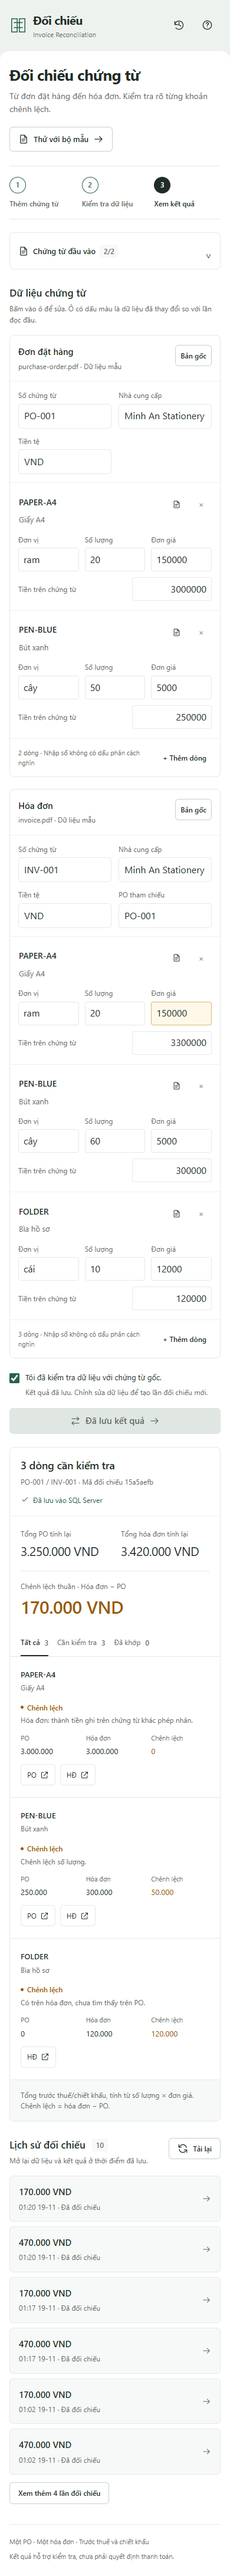 Đối chiếu
Invoice Reconciliation
Đối chiếu chứng từ
Từ đơn đặt hàng đến hóa đơn. Kiểm tra rõ từng khoản
chênh lệch.
Thử với bộ mẫu
1
2
3
Thêm chứng từ
Kiểm tra dữ liệu
Xem kết quả
Chứng từ đầu vào 2/2
Dữ liệu chứng từ
Bấm vào ô để sửa. Ô có dấu màu là dữ liệu đã thay đổi so với lần
đọc đầu.
Đơn đặt hàng
purchase-order.pdf · Dữ liệu mẫu
Bản gốc
Số chứng từ
Nhà cung cấp
PO-001
Minh An Stationery
Tiền tệ
VND
PAPER-A4
×
Giấy A4
Đơn vị
Số lượng
Đơn giá
ram
20
150000
Tiền trên chứng từ
3000000
PEN-BLUE
×
Bút xanh
Đơn vị
Số lượng
Đơn giá
cây
50
5000
Tiền trên chứng từ
250000
2 dòng · Nhập số không có dấu phân cách
nghìn
+ Thêm dòng
Hóa đơn
invoice.pdf · Dữ liệu mẫu
Bản gốc
Số chứng từ
Nhà cung cấp
INV-001
Minh An Stationery
Tiền tệ
PO tham chiếu
VND
PO-001
PAPER-A4
×
Giấy A4
Đơn vị
Số lượng
Đơn giá
ram
20
150000
Tiền trên chứng từ
3300000
PEN-BLUE
×
Bút xanh
Đơn vị
Số lượng
Đơn giá
cây
60
5000
Tiền trên chứng từ
300000
FOLDER
×
Bìa hồ sơ
Đơn vị
Số lượng
Đơn giá
cái
10
12000
Tiền trên chứng từ
120000
3 dòng · Nhập số không có dấu phân cách
nghìn
+ Thêm dòng
Tôi đã kiểm tra dữ liệu với chứng từ gốc.
Kết quả đã lưu. Chỉnh sửa dữ liệu để tạo lần đối chiếu mới.
Đã lưu kết quả
3 dòng cần kiểm tra
PO-001 / INV-001 · Mã đối chiếu 15a5aefb
Đã lưu vào SQL Server
Tổng PO tính lại
Tổng hóa đơn tính lại
3.250.000 VND
3.420.000 VND
Chênh lệch thuần · Hóa đơn − PO
170.000 VND
Tất cả 3
Cần kiểm tra 3
Đã khớp 0
PAPER-A4
Giấy A4
Chênh lệch
Hóa đơn: thành tiền ghi trên chứng từ khác phép nhân.
PO
Hóa đơn
Chênh lệch
3.000.000
3.000.000
0
PO
HĐ
PEN-BLUE
Bút xanh
Chênh lệch
Chênh lệch số lượng.
PO
Hóa đơn
Chênh lệch
250.000
300.000
50.000
PO
HĐ
FOLDER
Bìa hồ sơ
Chênh lệch
Có trên hóa đơn, chưa tìm thấy trên PO.
PO
Hóa đơn
Chênh lệch
0
120.000
120.000
HĐ
Tổng trước thuế/chiết khấu, tính từ số lượng × đơn giá.
Chênh lệch = hóa đơn − PO.
Lịch sử đối chiếu 10
Mở lại dữ liệu và kết quả ở thời điểm đã lưu.
Tải lại
170.000 VND
01:20 19-11 · Đã đối chiếu
470.000 VND
01:20 19-11 · Đã đối chiếu
170.000 VND
01:17 19-11 · Đã đối chiếu
470.000 VND
01:17 19-11 · Đã đối chiếu
170.000 VND
01:02 19-11 · Đã đối chiếu
470.000 VND
01:02 19-11 · Đã đối chiếu
Xem thêm 4 lần đối chiếu
Một PO · Một hóa đơn · Trước thuế và chiết khấu
Kết quả hỗ trợ kiểm tra, chưa phải quyết định thanh toán.